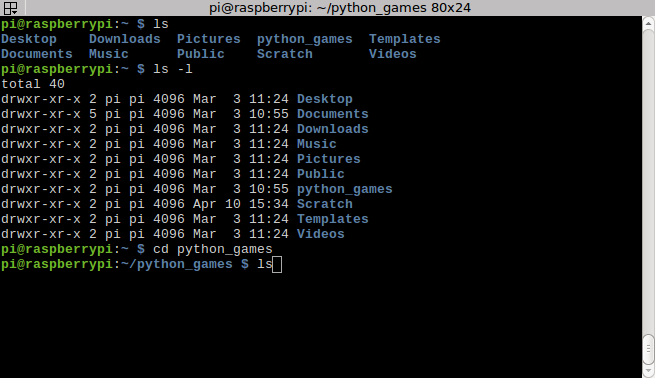 pi@raspberrypi: ~/python_games 80x24
pi@raspberrypi:~ $ ls
Desktop    Downloads  Pictures  python_games  Templates
Documents  Music      Public    Scratch       Videos
pi@raspberrypi:~ $ ls -l
total 40
drwxr-xr-x 2 pi pi 4096 Mar  3 11:24 Desktop
drwxr-xr-x 5 pi pi 4096 Mar  3 10:55 Documents
drwxr-xr-x 2 pi pi 4096 Mar  3 11:24 Downloads
drwxr-xr-x 2 pi pi 4096 Mar  3 11:24 Music
drwxr-xr-x 2 pi pi 4096 Mar  3 11:24 Pictures
drwxr-xr-x 2 pi pi 4096 Mar  3 11:24 Public
drwxr-xr-x 2 pi pi 4096 Mar  3 10:55 python_games
drwxr-xr-x 2 pi pi 4096 Apr 10 15:34 Scratch
drwxr-xr-x 2 pi pi 4096 Mar  3 11:24 Templates
drwxr-xr-x 2 pi pi 4096 Mar  3 11:24 Videos
pi@raspberrypi:~ $ cd python_games
pi@raspberrypi:~/python_games $ ls